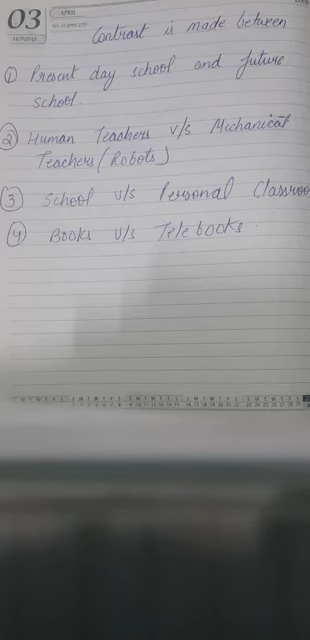 03
APRIL
MONDAY
Contrast is made between
① Present day school and future
school.
② Human Teachers v/s Mechanical
Teachers (Robots)
③ School v/s Personal Classroo
④ Books v/s Telebooks.